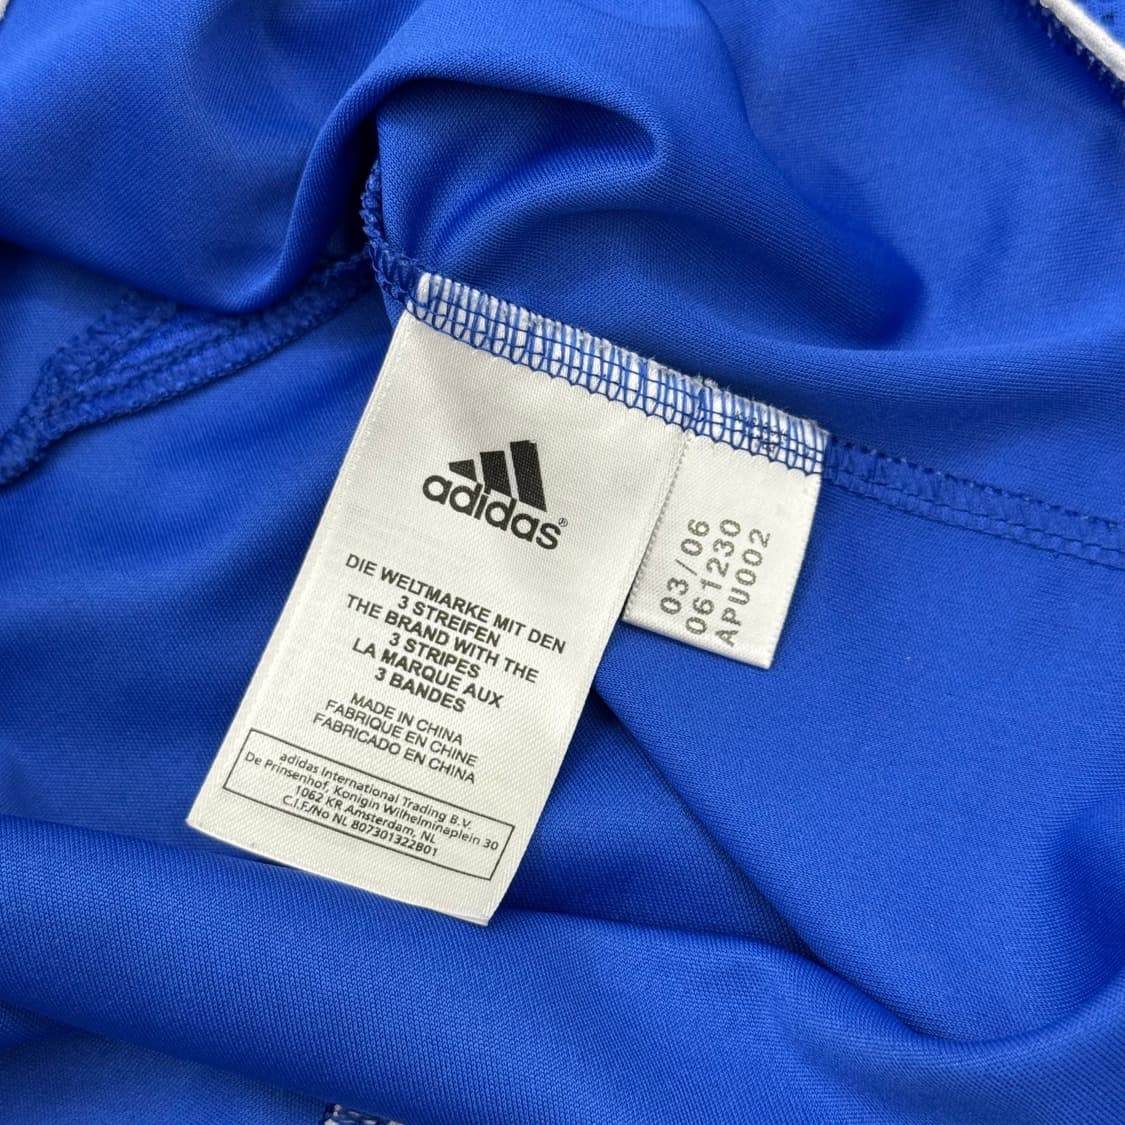 adidas®
DIE WELTMARKE MIT DEN
3 STREIFEN
THE BRAND WITH THE
3 STRIPES
LA MARQUE AUX
3 BANDES
MADE IN CHINA
FABRIQUE EN CHINE
FABRICADO EN CHINA
adidas International Trading B.V.
De Prinsenhof, Konigin Wilhelminaplein 30
1062 KR Amsterdam, NL
C.I.F./No NL 807301322B01
03/06
061230
APU002